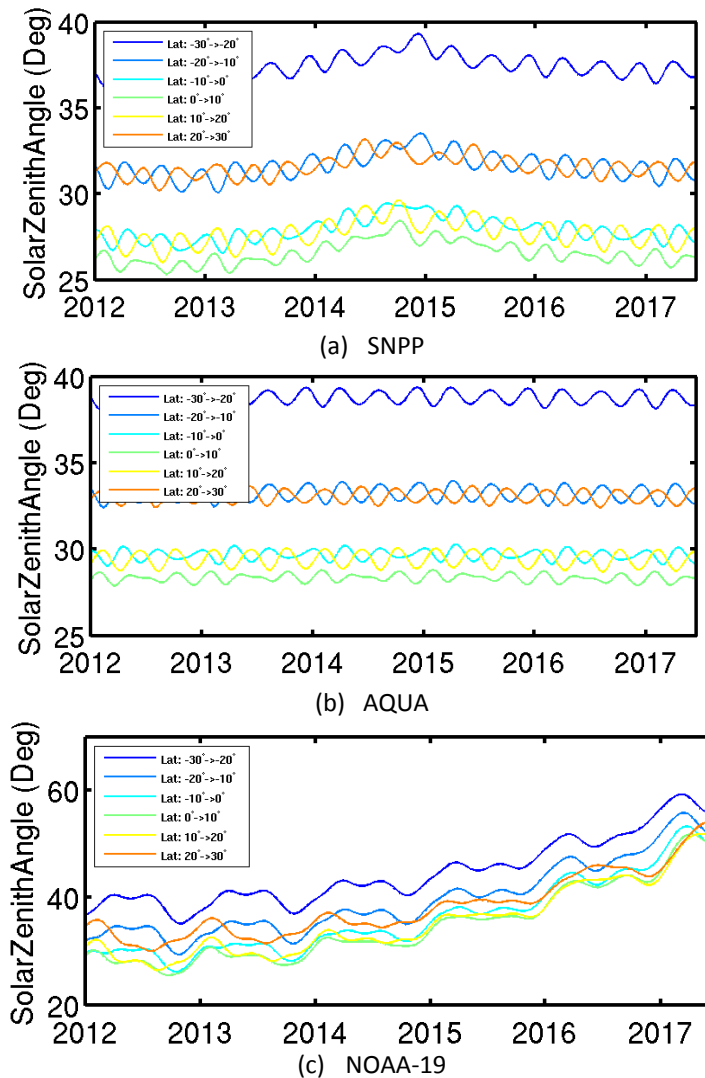 SolarZenithAngle (Deg)
40
35
30
25
Lat: -30°->-20°
Lat: -20°->-10°
Lat: -10°->0°
Lat: 0°->10°
Lat: 10°->20°
Lat: 20°->30°
2012 2013 2014 2015 2016 2017
(a) SNPP
SolarZenithAngle (Deg)
40
35
30
25
Lat: -30°->-20°
Lat: -20°->-10°
Lat: -10°->0°
Lat: 0°->10°
Lat: 10°->20°
Lat: 20°->30°
2012 2013 2014 2015 2016 2017
(b) AQUA
SolarZenithAngle (Deg)
60
40
20
Lat: -30°->-20°
Lat: -20°->-10°
Lat: -10°->0°
Lat: 0°->10°
Lat: 10°->20°
Lat: 20°->30°
2012 2013 2014 2015 2016 2017
(c) NOAA-19